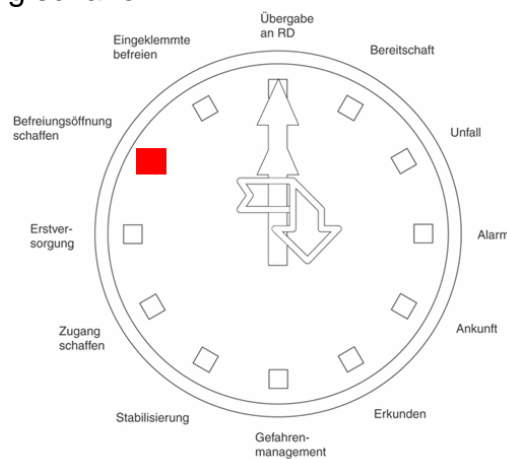 Übergabe
an RD
Bereitschaft
Unfall
Alarm
Ankunft
Erkunden
Gefahren-
management
Stabilisierung
Zugang
schaffen
Erstver-
sorgung
Befreiungsöffnung
schaffen
Eingeklemmte
befreien